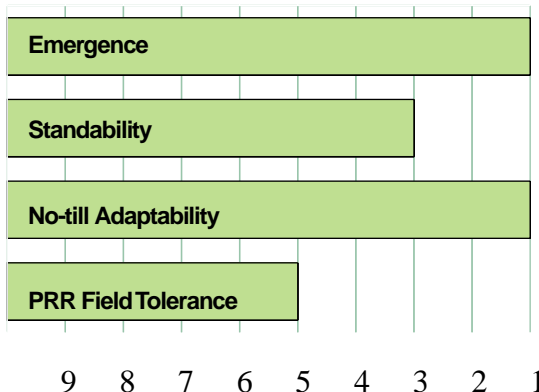 Emergence
Standability
No-till Adaptability
PRR Field Tolerance
9 8 7 6 5 4 3 2 1